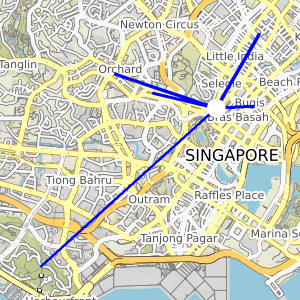 Newton Circus
Tanglin
Orchard
Little India
Selegie
Beach
Bugis
Bras Basah
SINGAPORE
Tiong Bahru
Outram
Raffles Place
Tanjong Pagar
Marina